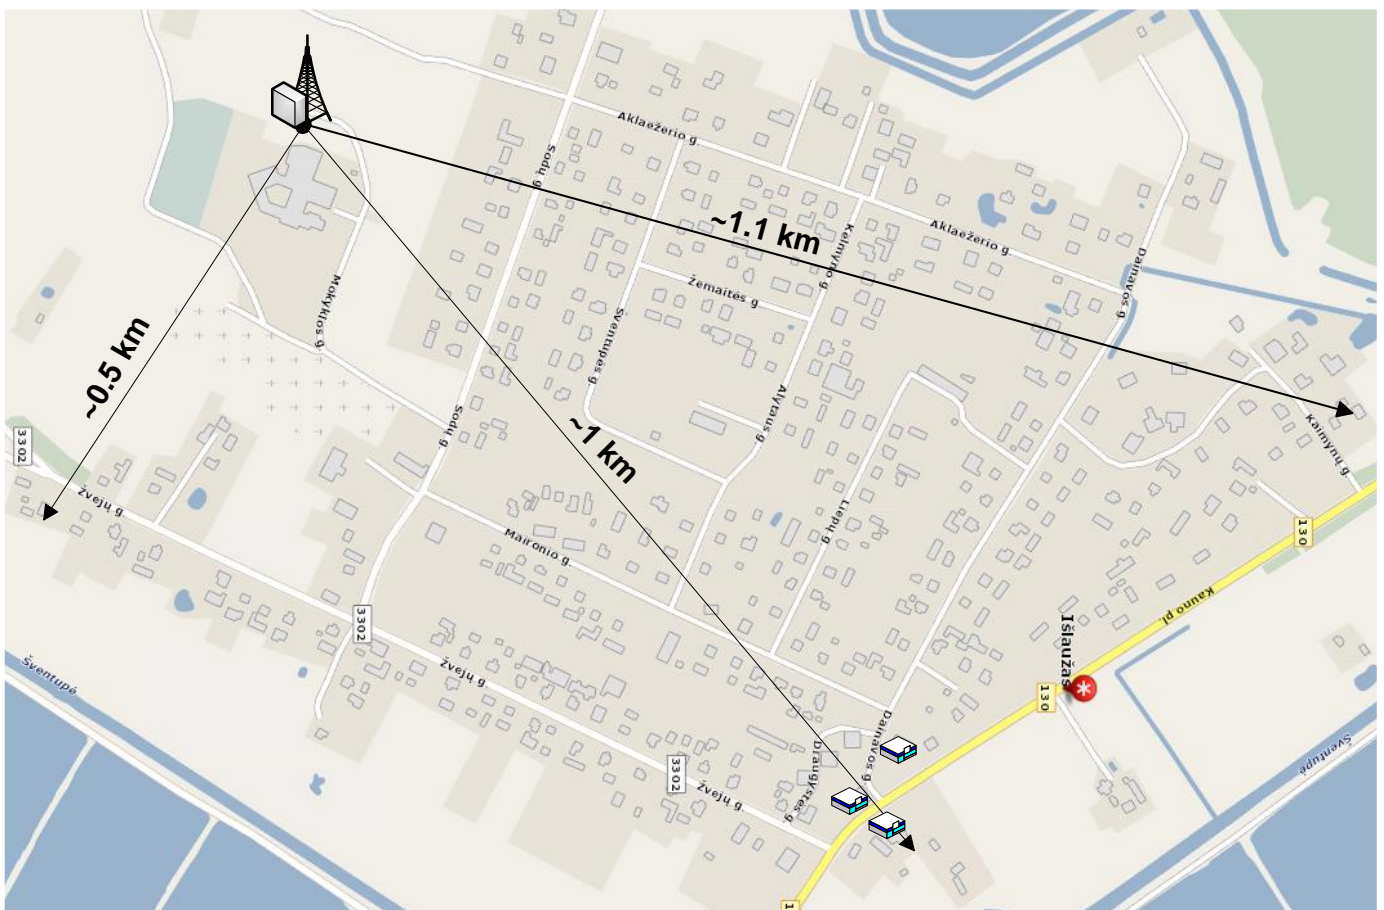 Aklaežerio g.
Sodų g.
~1.1 km
Kelmyno g.
Aklaežerio g.
Dainavos g.
Mokyklos g.
Žemaitės g.
Šventupės g.
~0.5 km
Alytaus g.
Kaimynų g.
3302
Sodų g.
~1 km
Žvejų g.
Liepų g.
130
Maironio g.
Kauno pl.
3302
Išlaužas
Šventupė
Žvejų g.
130
Dainavos g.
Draugystės g.
3302
Žvejų g.
Šventupė